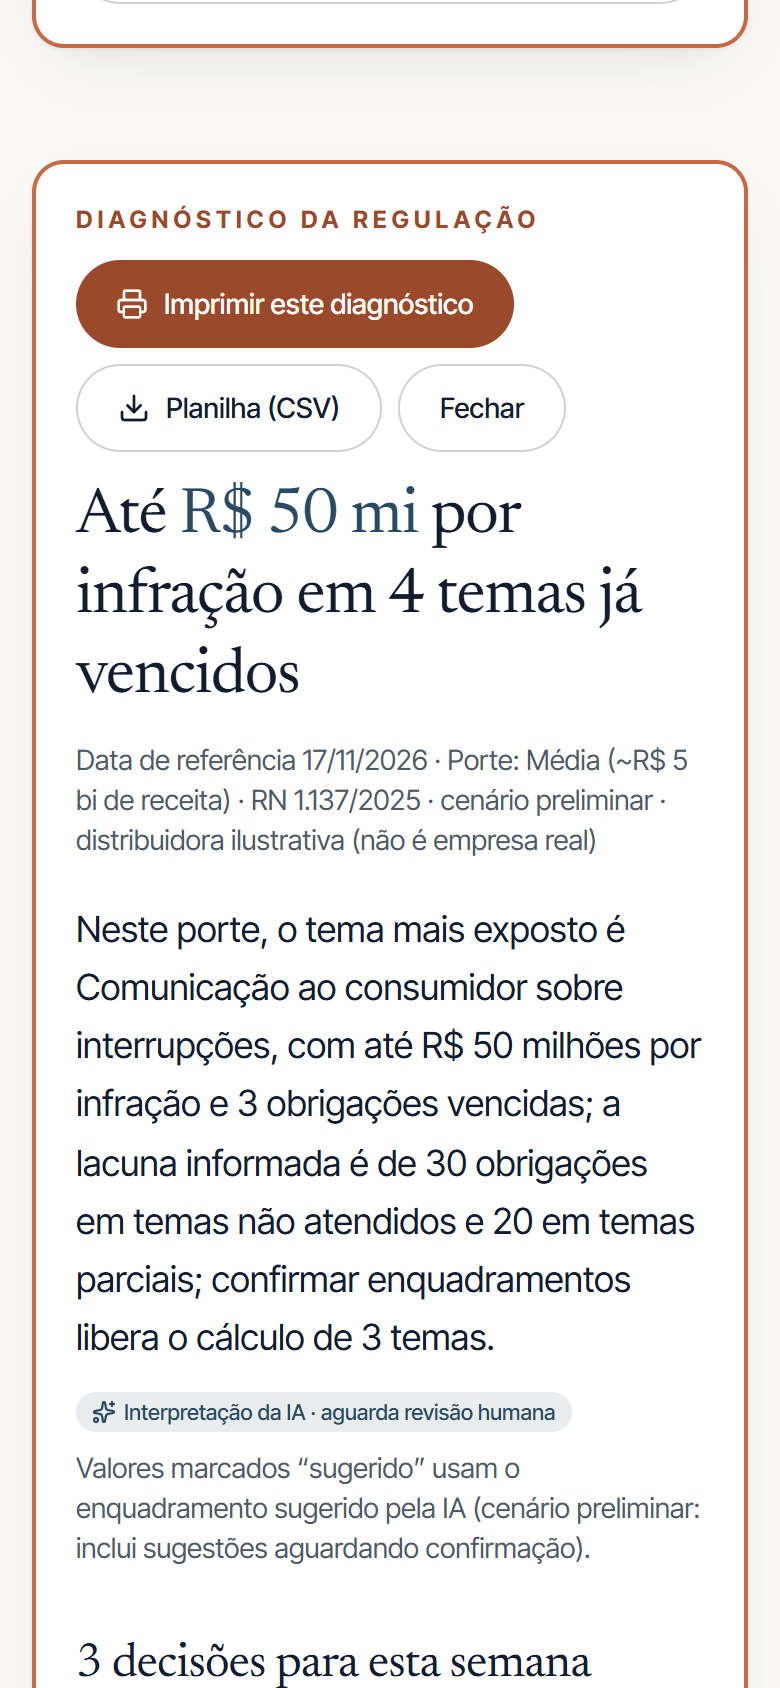 DIAGNÓSTICO DA REGULAÇÃO
Imprimir este diagnóstico
Planilha (CSV)
Fechar
Até R$ 50 mi por
infração em 4 temas já
vencidos
Data de referência 17/11/2026 · Porte: Média (~R$ 5
bi de receita) · RN 1.137/2025 · cenário preliminar ·
distribuidora ilustrativa (não é empresa real)
Neste porte, o tema mais exposto é
Comunicação ao consumidor sobre
interrupções, com até R$ 50 milhões por
infração e 3 obrigações vencidas; a
lacuna informada é de 30 obrigações
em temas não atendidos e 20 em temas
parciais; confirmar enquadramentos
libera o cálculo de 3 temas.
Interpretação da IA · aguarda revisão humana
Valores marcados “sugerido” usam o
enquadramento sugerido pela IA (cenário preliminar:
inclui sugestões aguardando confirmação).
3 decisões para esta semana